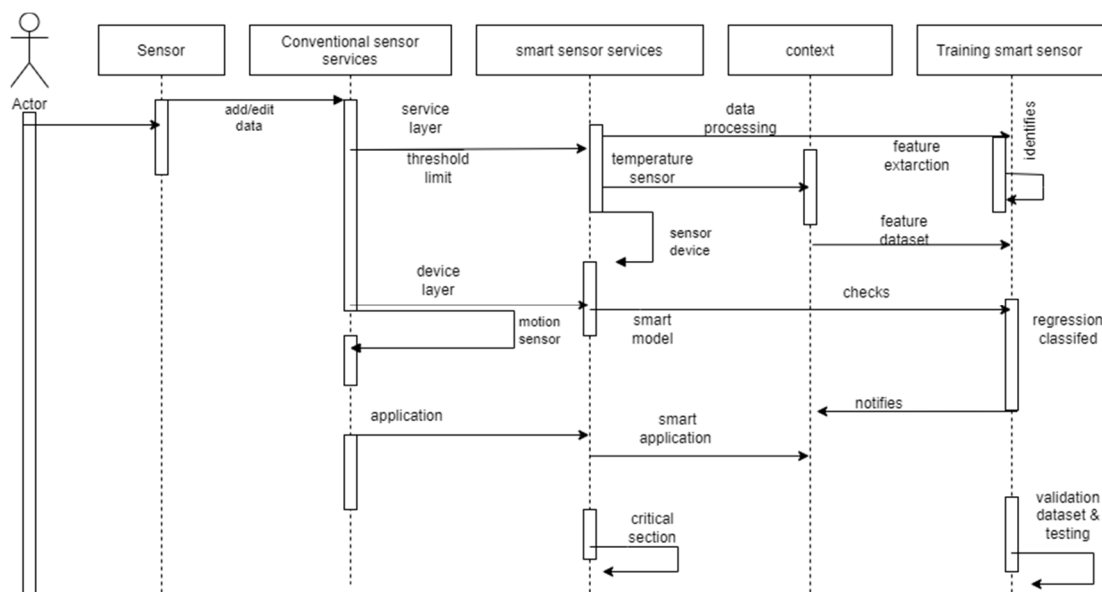 Sensor
Conventional sensor
services
smart sensor services
context
Training smart sensor
Actor
add/edit
data
service
layer
threshold
limit
data
processing
temperature
sensor
feature
extarction
identifies
sensor
device
feature
dataset
device
layer
motion
sensor
smart
model
checks
regression
classifed
notifies
application
smart
application
critical
section
validation
dataset &
testing